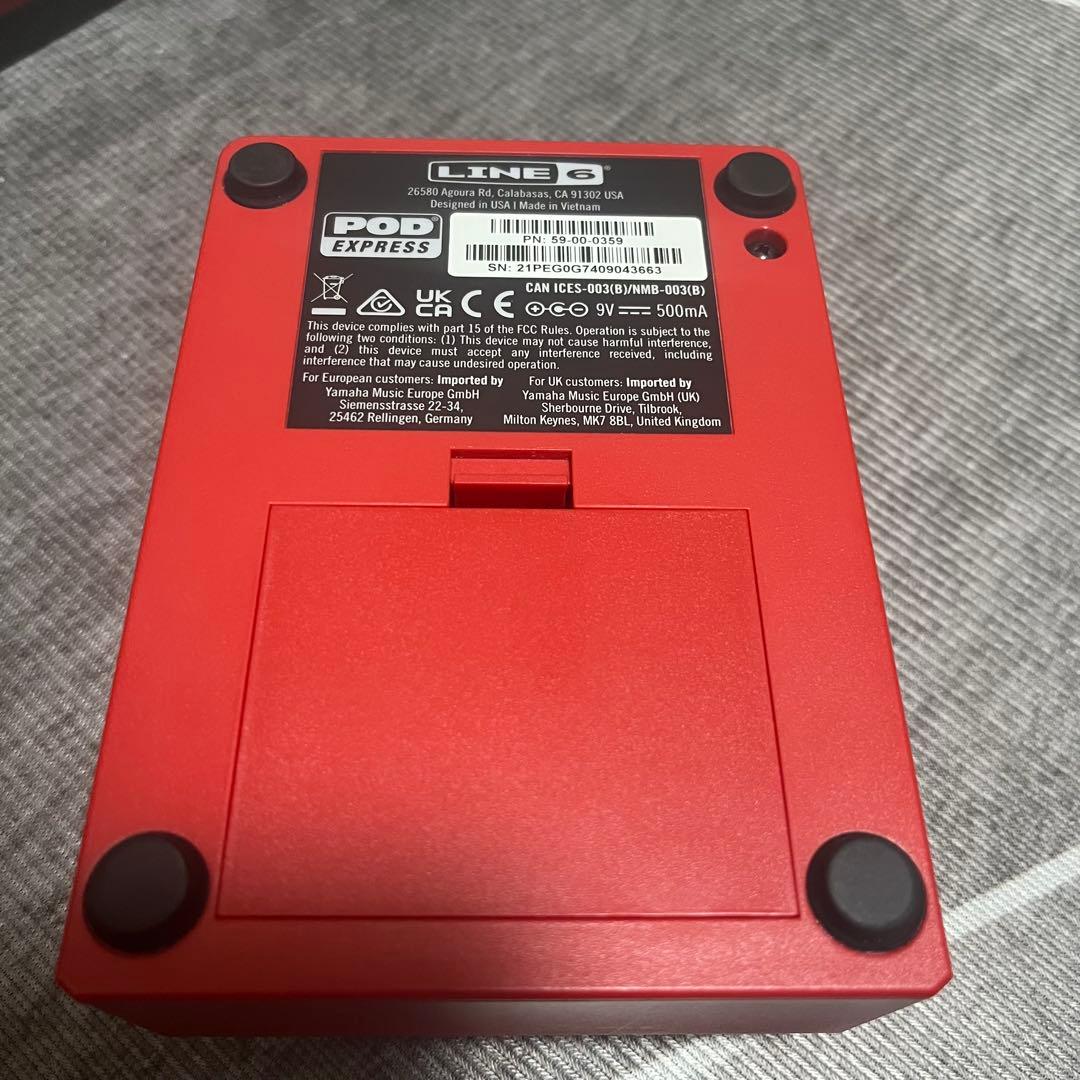 LINE 6®
26580 Agoura Rd, Calabasas, CA 91302 USA
Designed in USA | Made in Vietnam
POD®
EXPRESS
PN: 59-00-0359
SN: 21PEG0G7409043663
CAN ICES-003(B)/NMB-003(B)
UK
CA CE 9V 500mA
This device complies with part 15 of the FCC Rules. Operation is subject to the
following two conditions: (1) This device may not cause harmful interference,
and (2) this device must accept any interference received, including
interference that may cause undesired operation.
For European customers: Imported by
Yamaha Music Europe GmbH
Siemensstrasse 22-34,
25462 Rellingen, Germany
For UK customers: Imported by
Yamaha Music Europe GmbH (UK)
Sherbourne Drive, Tilbrook,
Milton Keynes, MK7 8BL, United Kingdom